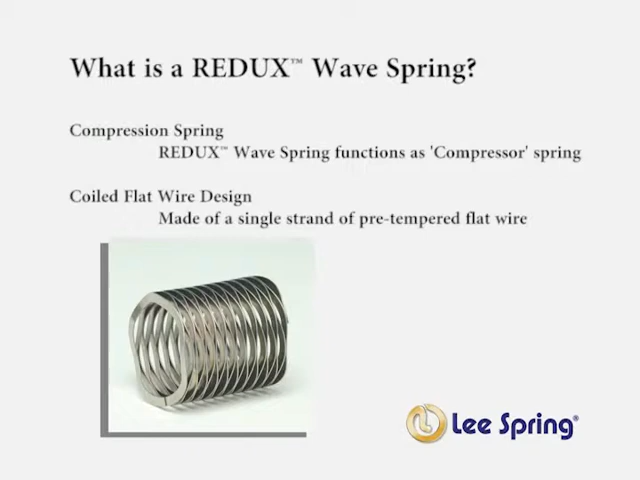 What is a REDUX™ Wave Spring?
Compression Spring
REDUX™ Wave Spring functions as 'Compressor' spring
Coiled Flat Wire Design
Made of a single strand of pre-tempered flat wire
Lee Spring®